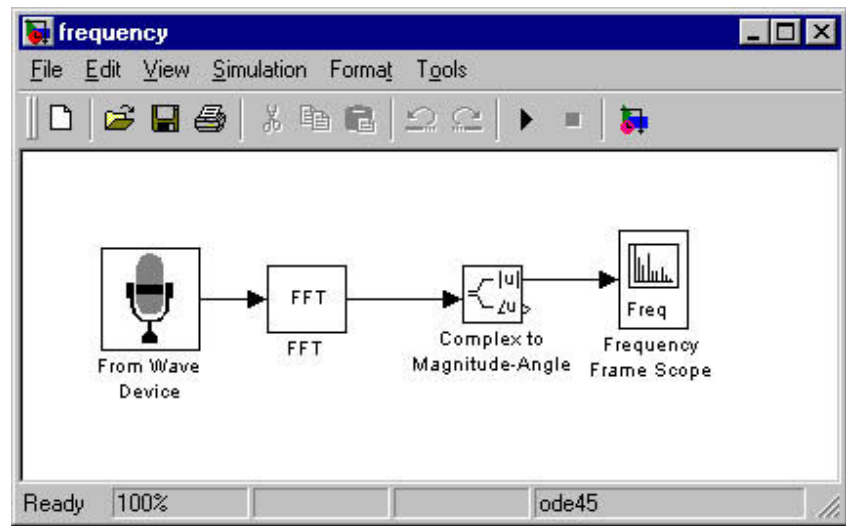 frequency
File Edit View Simulation Format Tools
|u|
∠u
FFT
Freq
FFT
Complex to
Magnitude-Angle
From Wave
Device
Frequency
Frame Scope
Ready 100% ode45